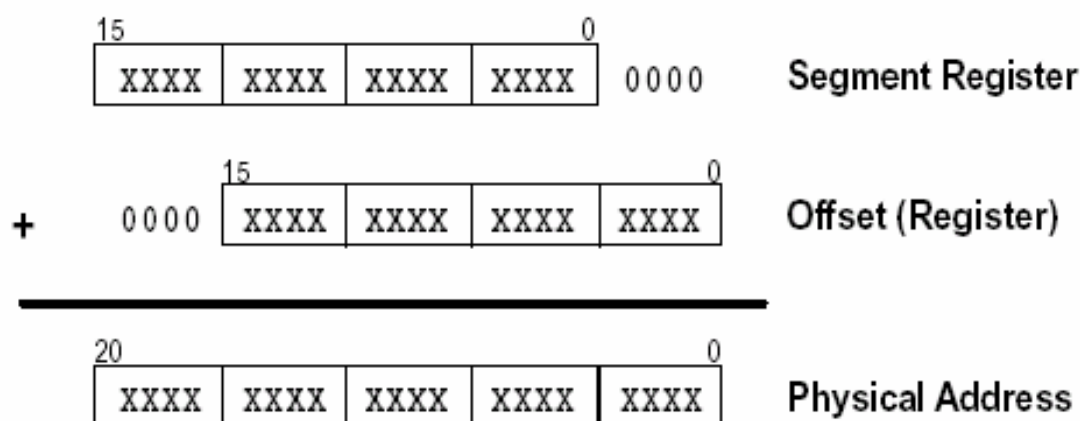 15 0
XXXX XXXX XXXX XXXX 0000 Segment Register
15 0
+ 0000 XXXX XXXX XXXX XXXX Offset (Register)
20 0
XXXX XXXX XXXX XXXX XXXX Physical Address